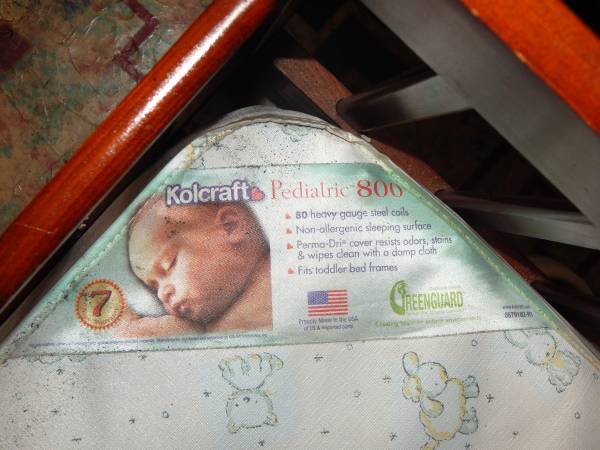 Kolcraft Pediatric 800
80 heavy gauge steel coils
Non-allergenic sleeping surface
Perma-Dri® cover resists odors, stains
& wipes clean with a damp cloth
Fits toddler bed frames
7
Proudly Made in the USA
of US & imported parts
GREENGUARD